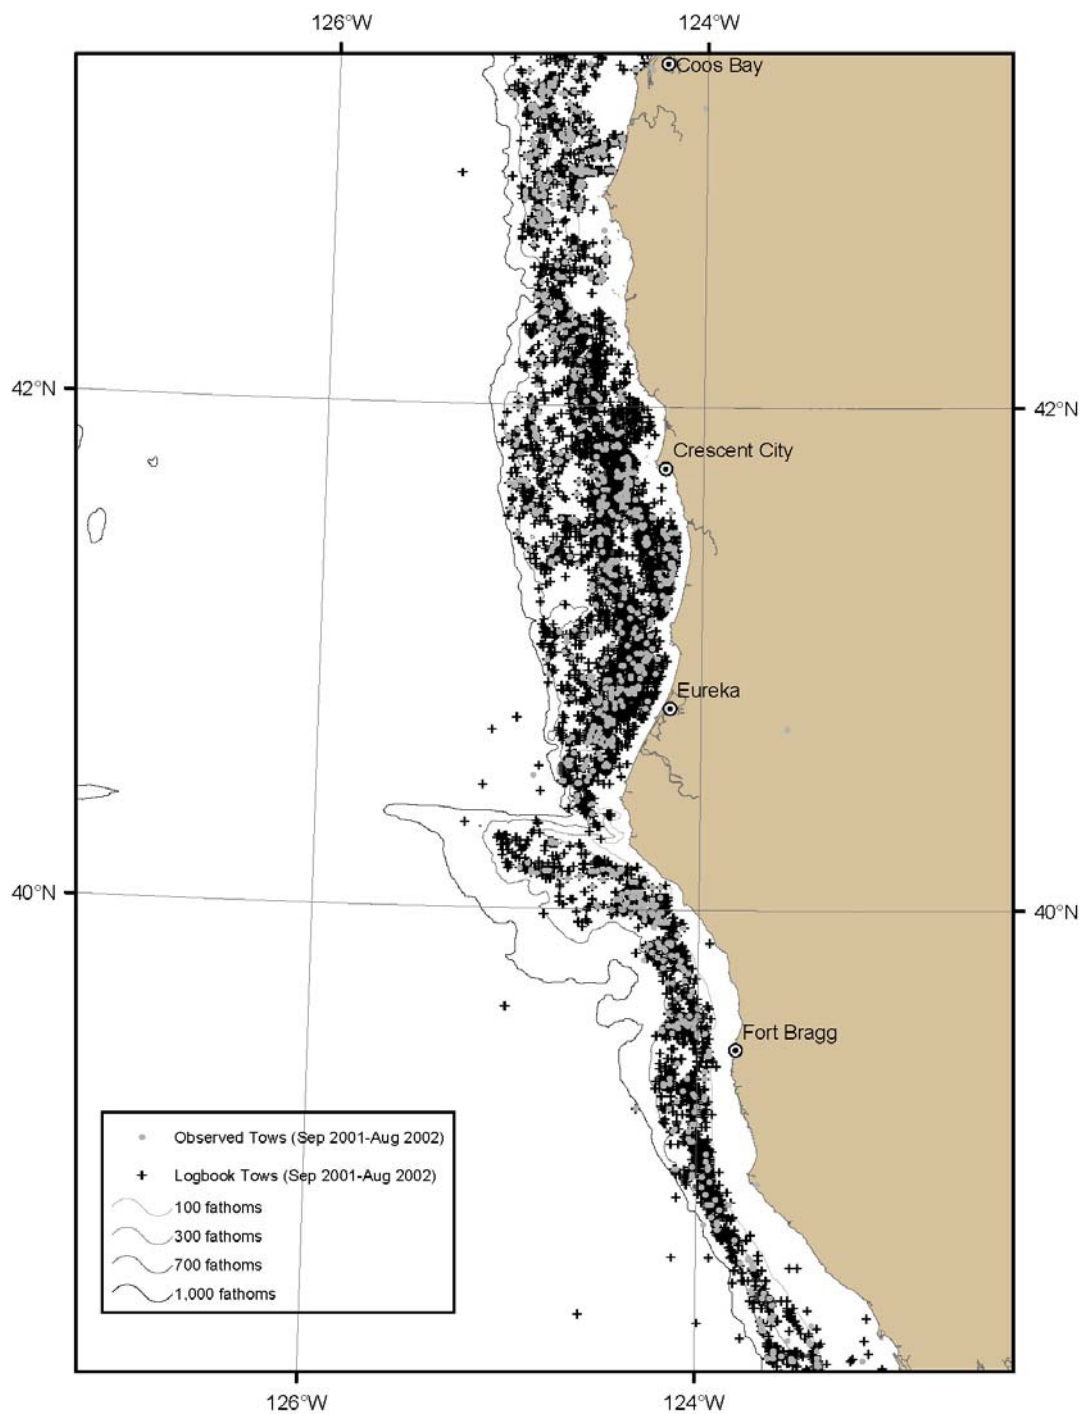 126°W
124°W
Coos Bay
42°N
42°N
Crescent City
Eureka
40°N
40°N
Fort Bragg
Observed Tows (Sep 2001-Aug 2002)
Logbook Tows (Sep 2001-Aug 2002)
100 fathoms
300 fathoms
700 fathoms
1,000 fathoms
126°W
124°W